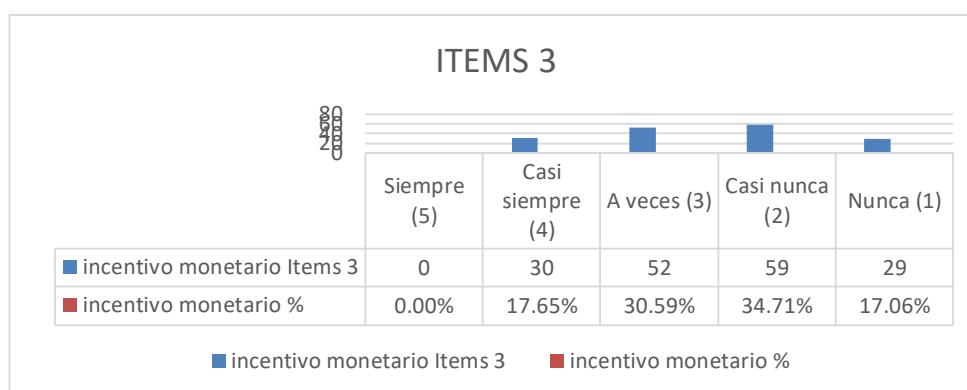 ITEMS 3
80
60
40
20
0
Siempre (5)
Casi siempre (4)
A veces (3)
Casi nunca (2)
Nunca (1)
incentivo monetario Items 3 0 30 52 59 29
incentivo monetario % 0.00% 17.65% 30.59% 34.71% 17.06%
incentivo monetario Items 3 incentivo monetario %